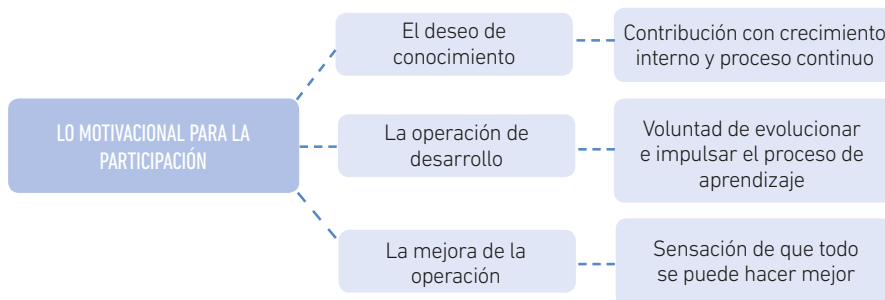 El deseo de
conocimiento
Contribución con crecimiento
interno y proceso continuo
LO MOTIVACIONAL PARA LA
PARTICIPACIÓN
La operación de
desarrollo
Voluntad de evolucionar
e impulsar el proceso de
aprendizaje
La mejora de la
operación
Sensación de que todo
se puede hacer mejor